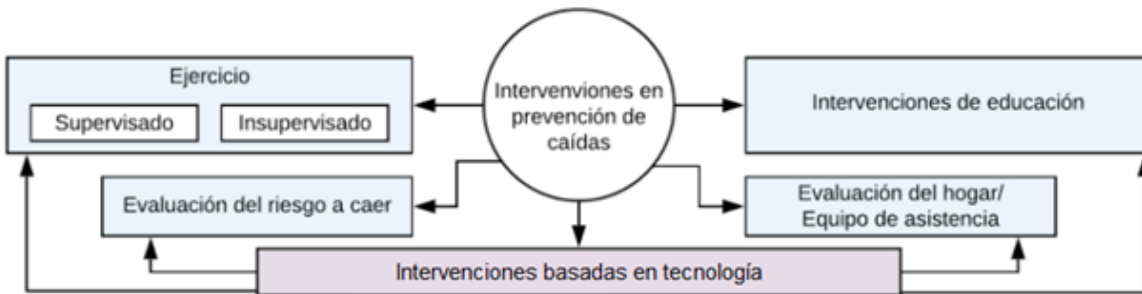 Ejercicio
Supervisado
Insupervisado
Intervenviones en
prevención de
caídas
Intervenciones de educación
Evaluación del riesgo a caer
Evaluación del hogar/
Equipo de asistencia
Intervenciones basadas en tecnología